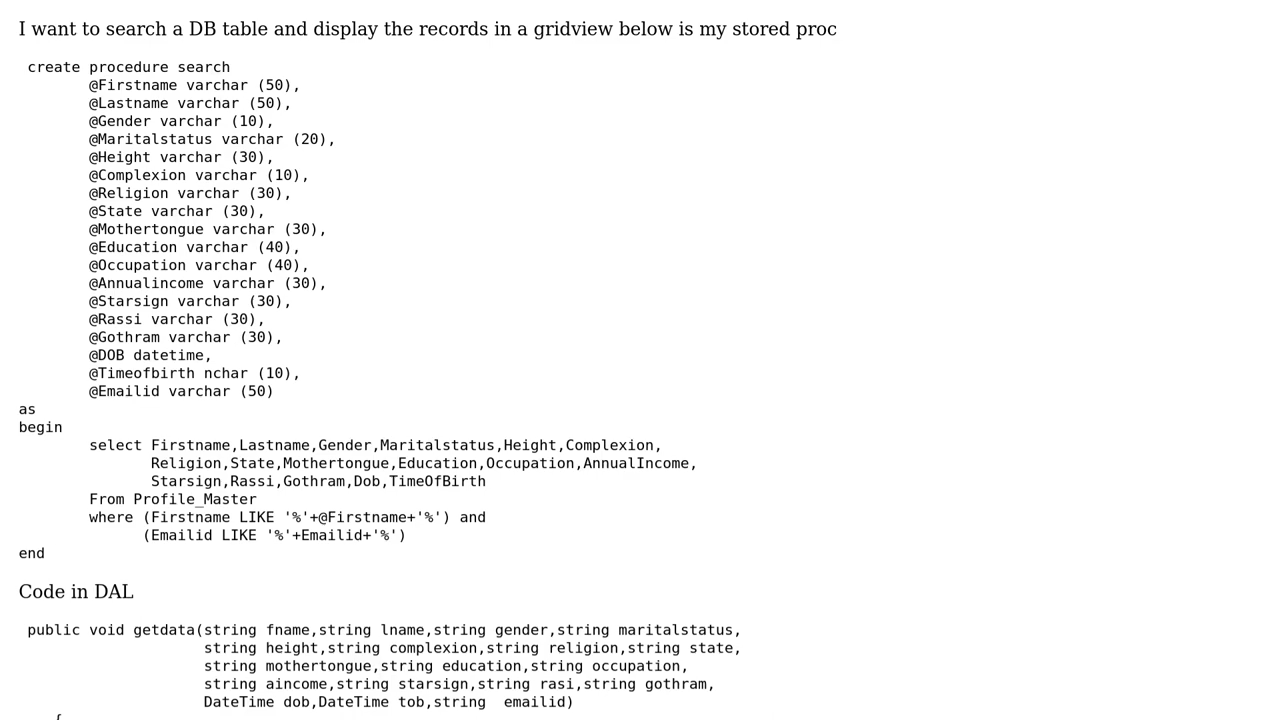 I want to search a DB table and display the records in a gridview below is my stored proc
create procedure search
@Firstname varchar (50),
@Lastname varchar (50),
@Gender varchar (10),
@Maritalstatus varchar (20),
@Height varchar (30),
@Complexion varchar (10),
@Religion varchar (30),
@State varchar (30),
@Mothertongue varchar (30),
@Education varchar (40),
@Occupation varchar (40),
@Annualincome varchar (30),
@Starsign varchar (30),
@Rassi varchar (30),
@Gothram varchar (30),
@DOB datetime,
@Timeofbirth nchar (10),
@Emailid varchar (50)
as
begin
select Firstname,Lastname,Gender,Maritalstatus,Height,Complexion,
Religion,State,Mothertongue,Education,Occupation,AnnualIncome,
Starsign,Rassi,Gothram,Dob,TimeOfBirth
From Profile_Master
where (Firstname LIKE '%'+@Firstname+'%') and
(Emailid LIKE '%'+Emailid+'%')
end
Code in DAL
public void getdata(string fname,string lname,string gender,string maritalstatus,
string height,string complexion,string religion,string state,
string mothertongue,string education,string occupation,
string aincome,string starsign,string rasi,string gothram,
DateTime dob,DateTime tob,string  emailid)
{